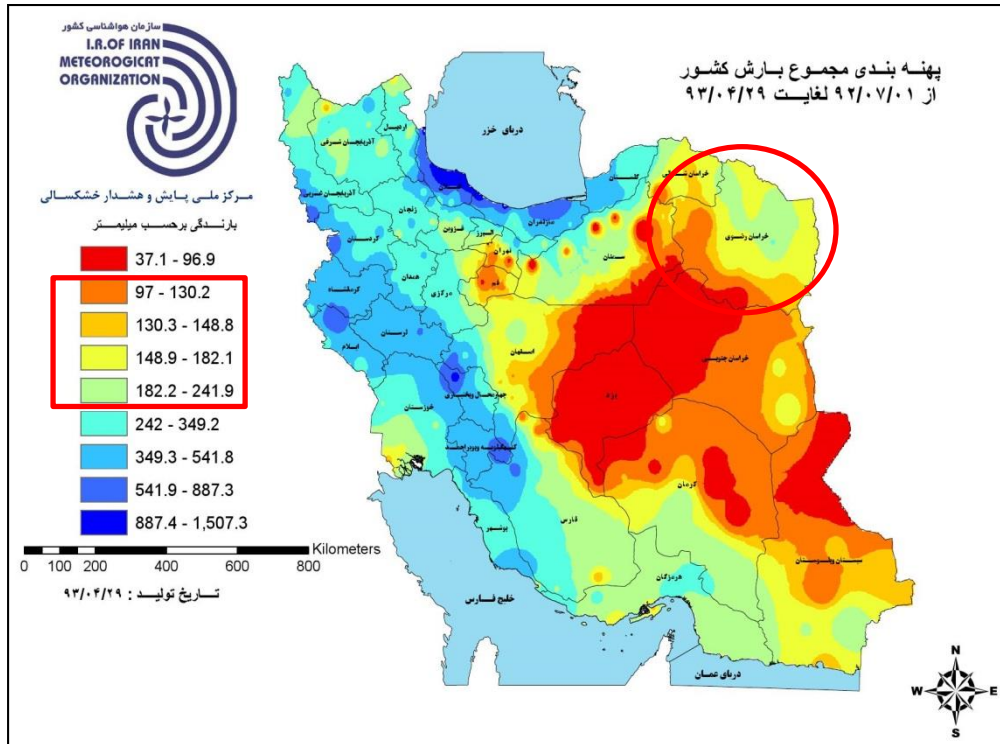 سازمان هواشناسی کشور
I.R.OF IRAN
METEOROGICAT
ORGANIZATION
مرکز ملی پایش و هشدار خشکسالی
پهنه بندی مجموع بارش کشور
از ۹۲/۰۷/۰۱ لغایت ۹۳/۰۴/۲۹
بارندگی برحسب میلیمتر
37.1 - 96.9
97 - 130.2
130.3 - 148.8
148.9 - 182.1
182.2 - 241.9
242 - 349.2
349.3 - 541.8
541.9 - 887.3
887.4 - 1,507.3
Kilometers
0 100 200 400 600 800
تاریخ تولید : ۹۳/۰۴/۲۹
دریای خزر
اردبیل
آذربایجان شرقی
آذربایجان غربی
زنجان
قزوین
البرز
تهران
مازندران
گلستان
خراسان شمالی
خراسان رضوی
سمنان
کردستان
همدان
مرکزی
قم
کرمانشاه
لرستان
ایلام
اصفهان
خراسان جنوبی
یزد
چهارمحال وبختیاری
خوزستان
کهگیلویه وبویراحمد
فارس
کرمان
بوشهر
هرمزگان
سیستان وبلوچستان
خلیج فارس
دریای عمان
N
W
E
S